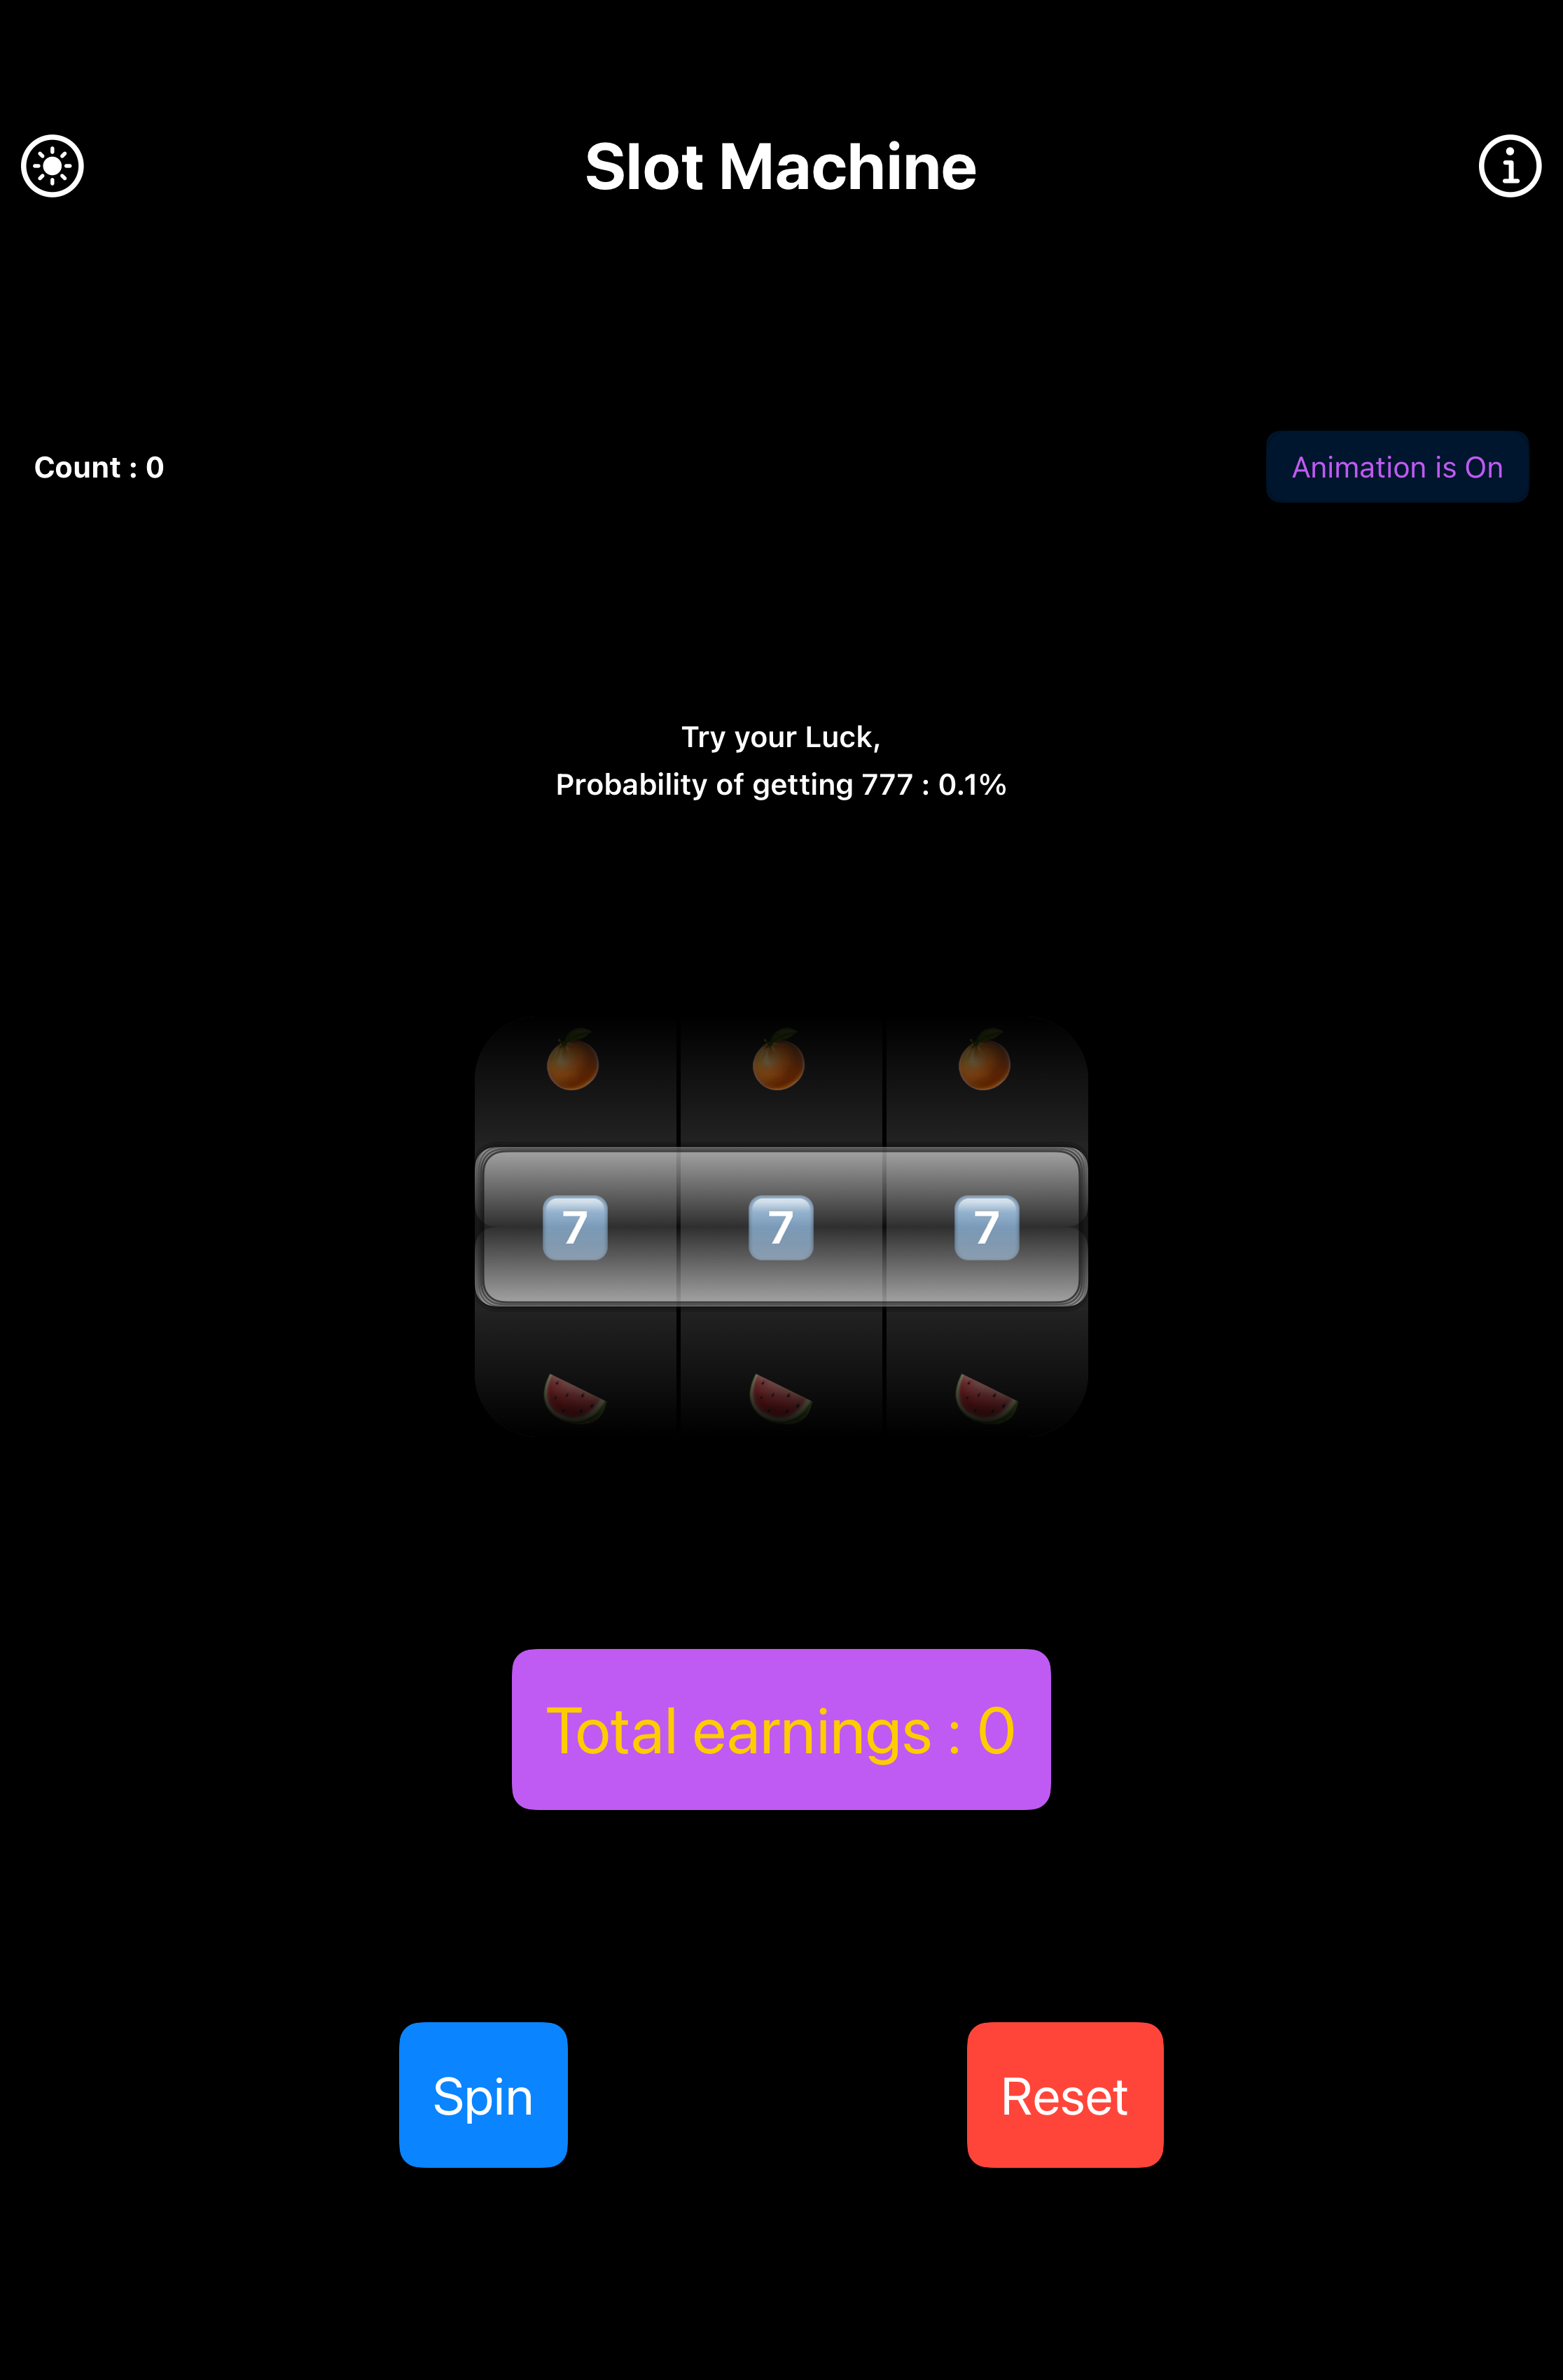 Slot Machine
Count : 0
Animation is On
Try your Luck,
Probability of getting 777 : 0.1%
7 7 7
Total earnings : 0
Spin
Reset